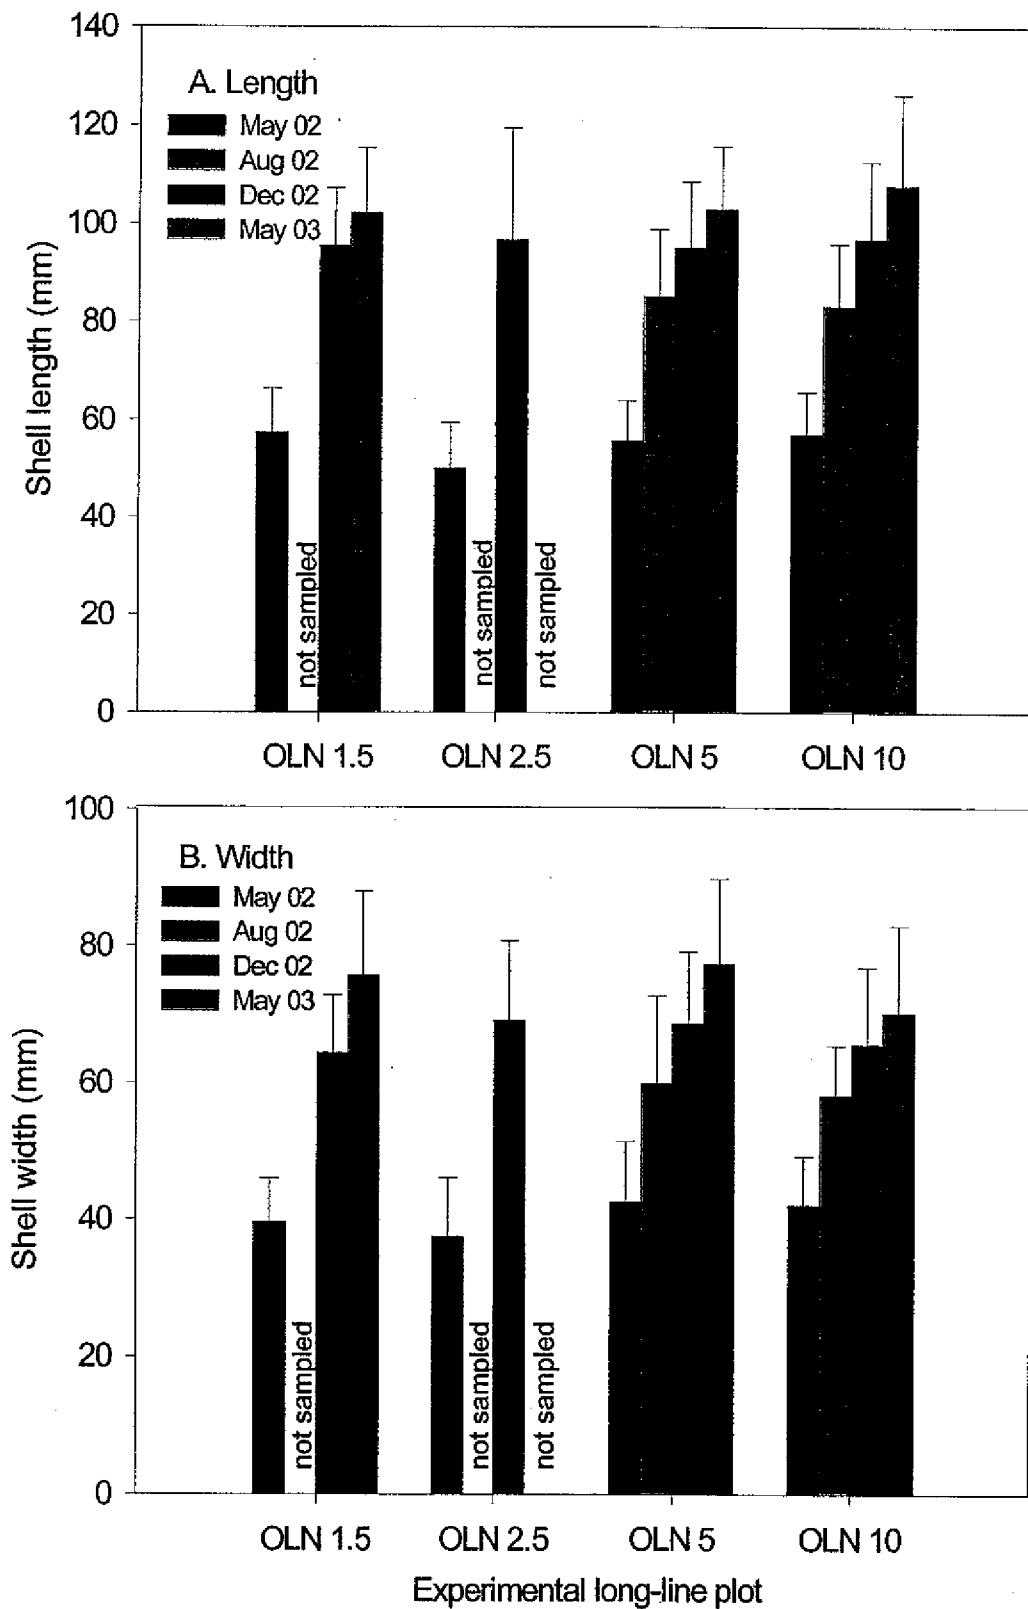 140
120
100
80
60
40
20
0
Shell length (mm)
A. Length
May 02
Aug 02
Dec 02
May 03
not sampled
not sampled
not sampled
OLN 1.5
OLN 2.5
OLN 5
OLN 10
100
80
60
40
20
0
Shell width (mm)
B. Width
May 02
Aug 02
Dec 02
May 03
not sampled
not sampled
not sampled
OLN 1.5
OLN 2.5
OLN 5
OLN 10
Experimental long-line plot